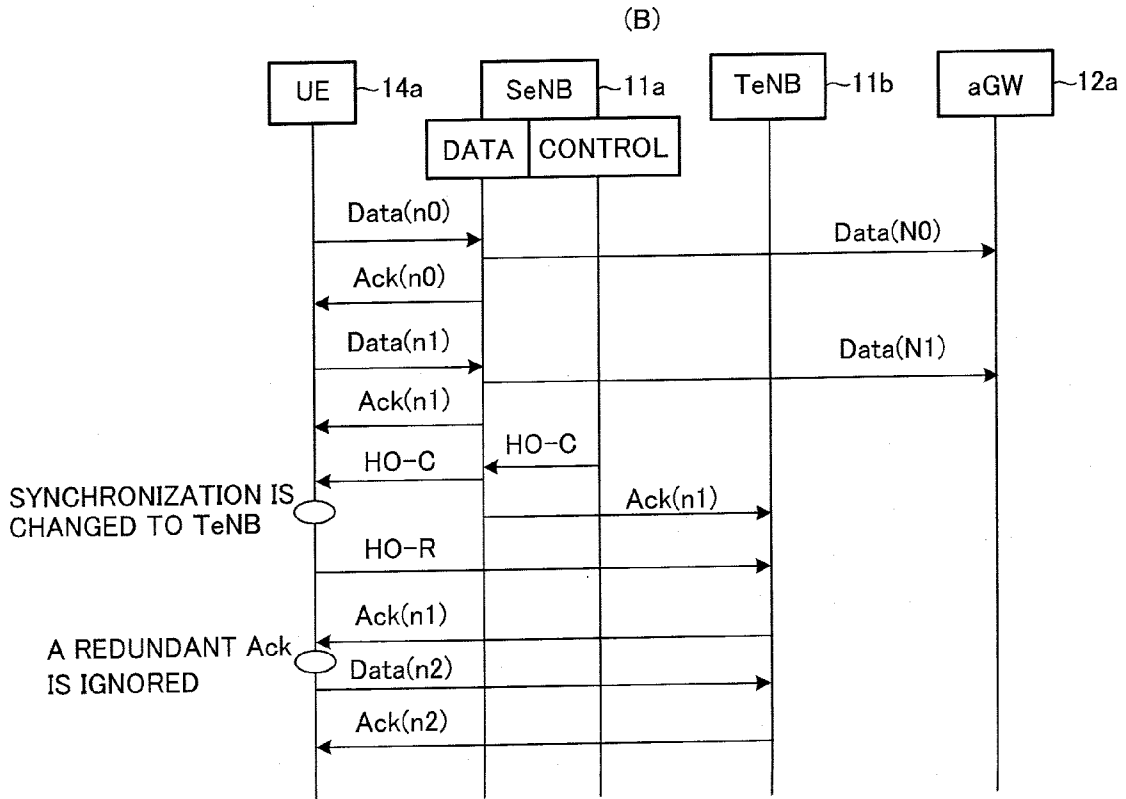 (B)
UE ~14a SeNB ~11a TeNB ~11b aGW ~12a
DATA CONTROL
Data(n0)
Data(N0)
Ack(n0)
Data(n1)
Data(N1)
Ack(n1)
HO-C
HO-C
SYNCHRONIZATION IS
CHANGED TO TeNB
Ack(n1)
HO-R
Ack(n1)
A REDUNDANT Ack
IS IGNORED
Data(n2)
Ack(n2)